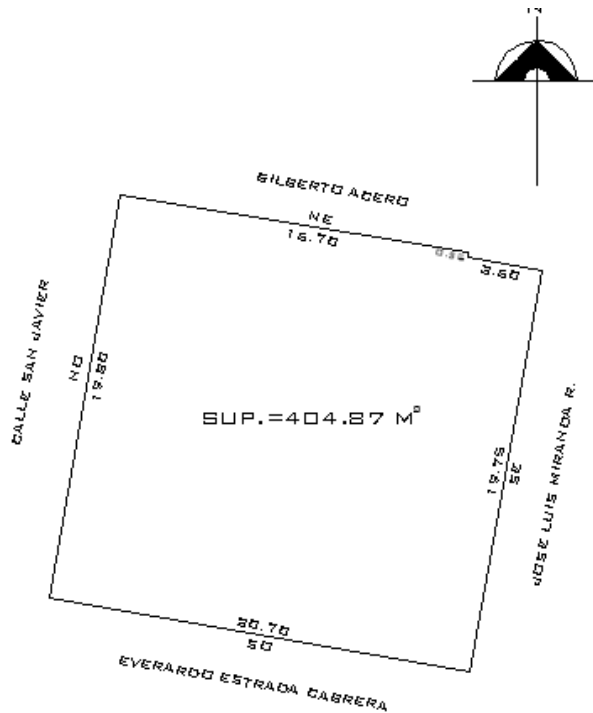 N
GILBERTO ACERO
NE
16.70
3.60
CALLE SAN JAVIER
NO
19.80
SUP.=404.87 M²
19.75
SE
JOSE LUIS MIRANDA R.
20.70
SO
EVERARDO ESTRADA CABRERA